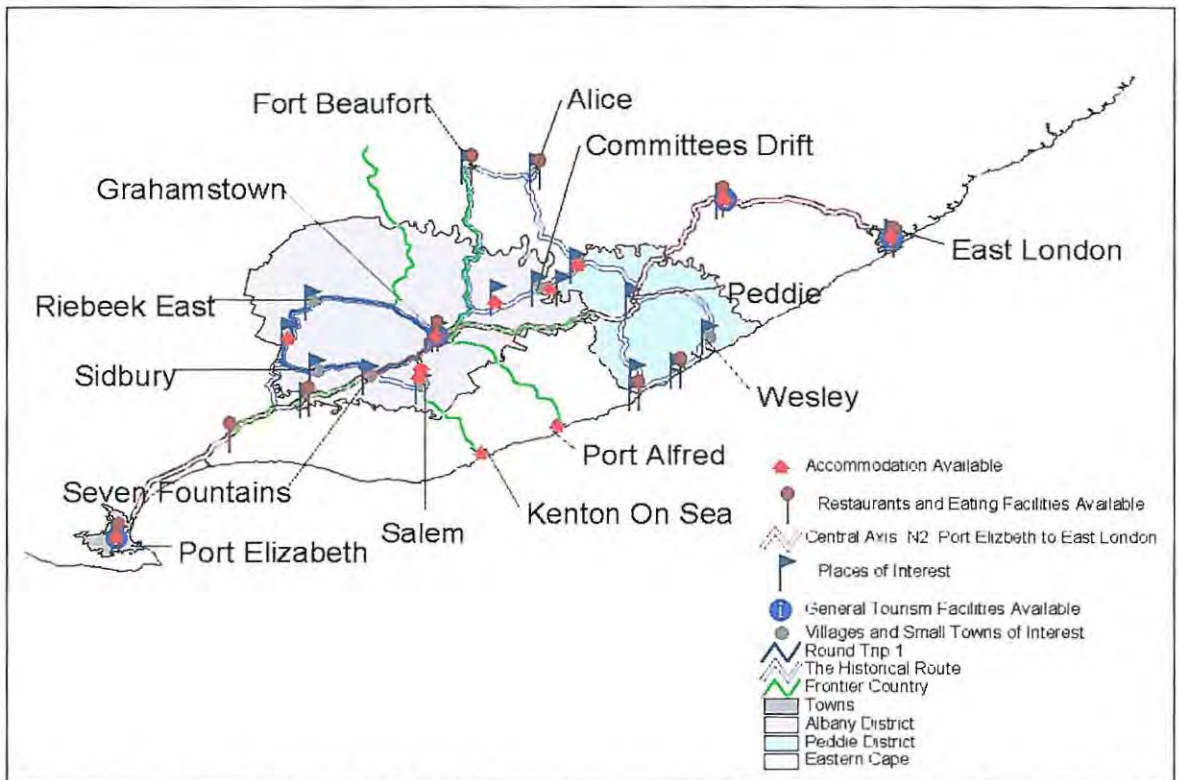 Fort Beaufort
Alice
Committees Drift
Grahamstown
East London
Riebeek East
Peddie
Sidbury
Wesley
Port Alfred
Seven Fountains
Kenton On Sea
Salem
Port Elizabeth
Accommodation Available
Restaurants and Eating Facilities Available
Central Axis N2 Port Elizbeth to East London
Places of Interest
General Tourism Facilities Available
Villages and Small Towns of Interest
Round Trip 1
The Historical Route
Frontier Country
Towns
Albany District
Peddie District
Eastern Cape